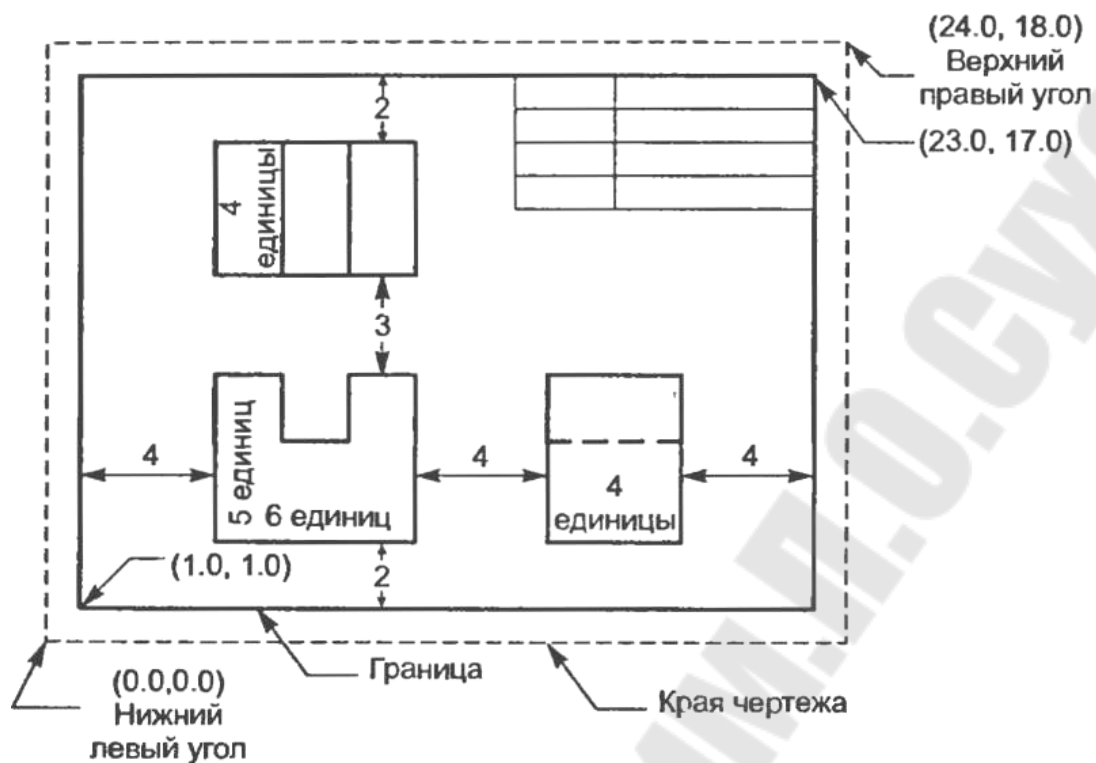 (24.0, 18.0)
Верхний
правый угол
(23.0, 17.0)
2
4
единицы
3
4
5 единиц
6 единиц
4
4
единицы
4
(1.0, 1.0)
2
(0.0,0.0)
Нижний
левый угол
Граница
Края чертежа